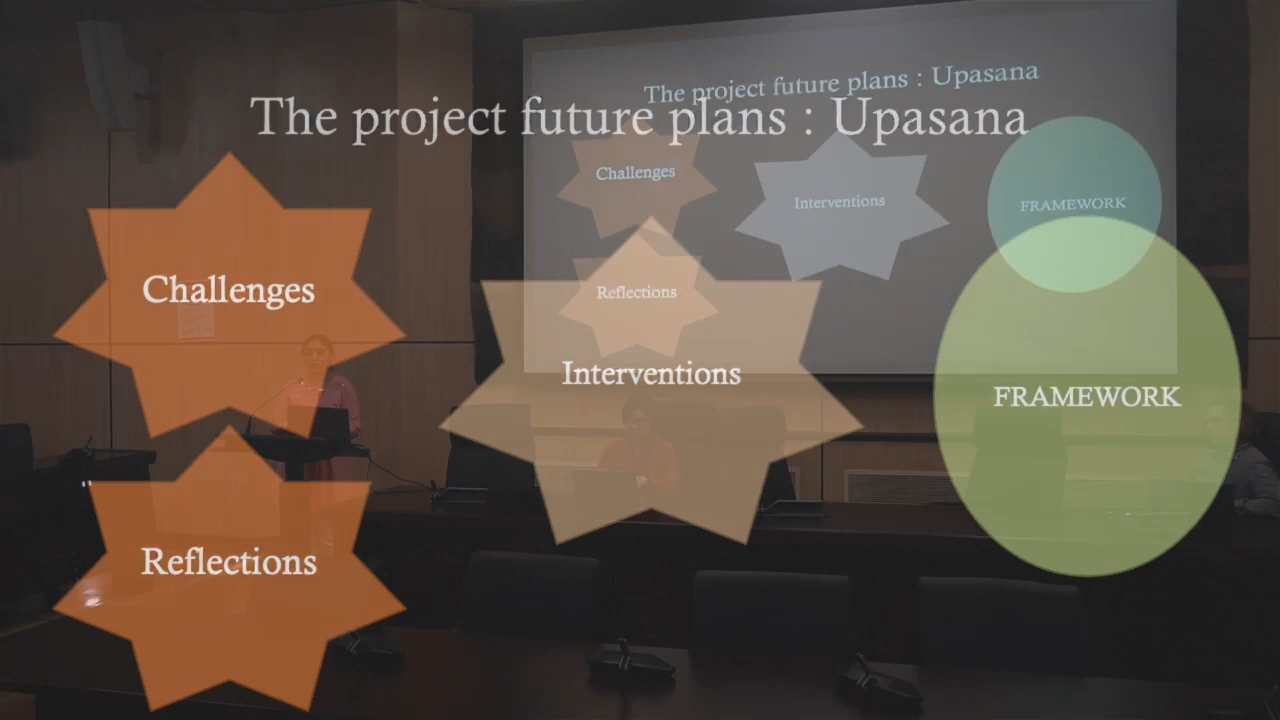 The project future plans : Upasana
Challenges
Interventions
FRAMEWORK
Reflections
The project future plans : Upasana
Challenges
Interventions
FRAMEWORK
Reflections